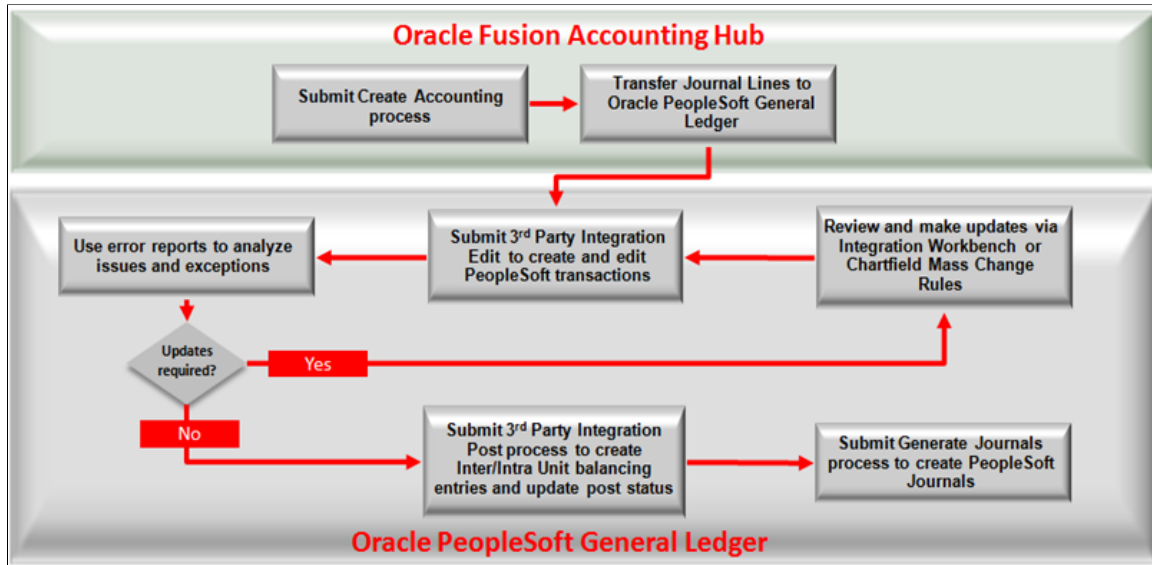 Oracle Fusion Accounting Hub
Submit Create Accounting
process
Transfer Journal Lines to
Oracle PeopleSoft General
Ledger
Use error reports to analyze
issues and exceptions
Submit 3rd Party Integration
Edit to create and edit
PeopleSoft transactions
Review and make updates via
Integration Workbench or
Chartfield Mass Change
Rules
Updates
required?
Yes
No
Submit 3rd Party Integration
Post process to create
Inter/Intra Unit balancing
entries and update post status
Submit Generate Journals
process to create PeopleSoft
Journals
Oracle PeopleSoft General Ledger